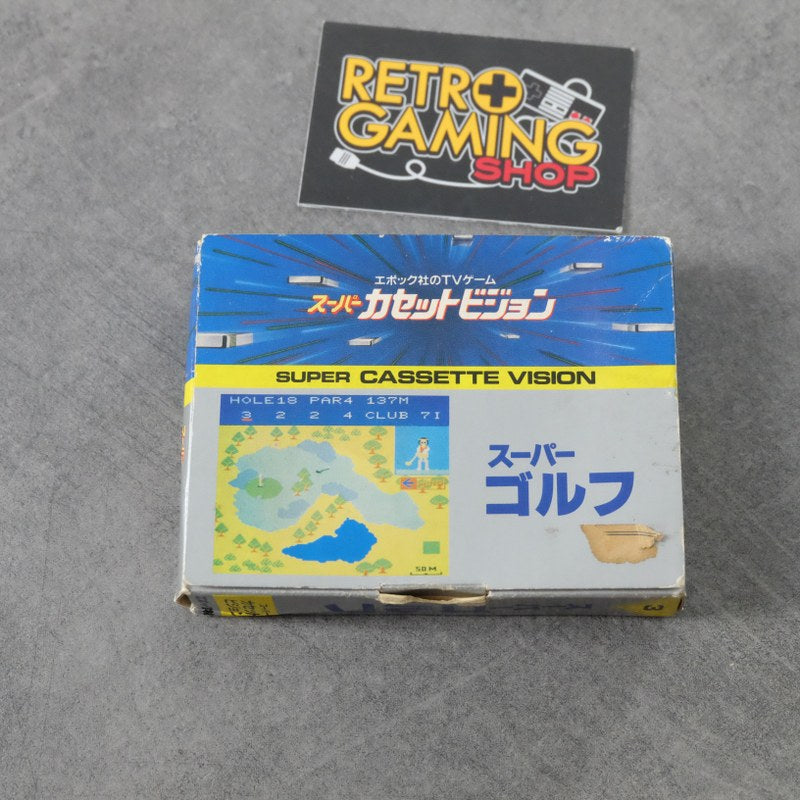 RETRO
GAMING
SHOP
エポック社のTVゲーム
スーパー カセットビジョン
SUPER CASSETTE VISION
HOLE18 PAR4 137M
3 2 2 4 CLUB 7I
50M
スーパー
ゴルフ
3